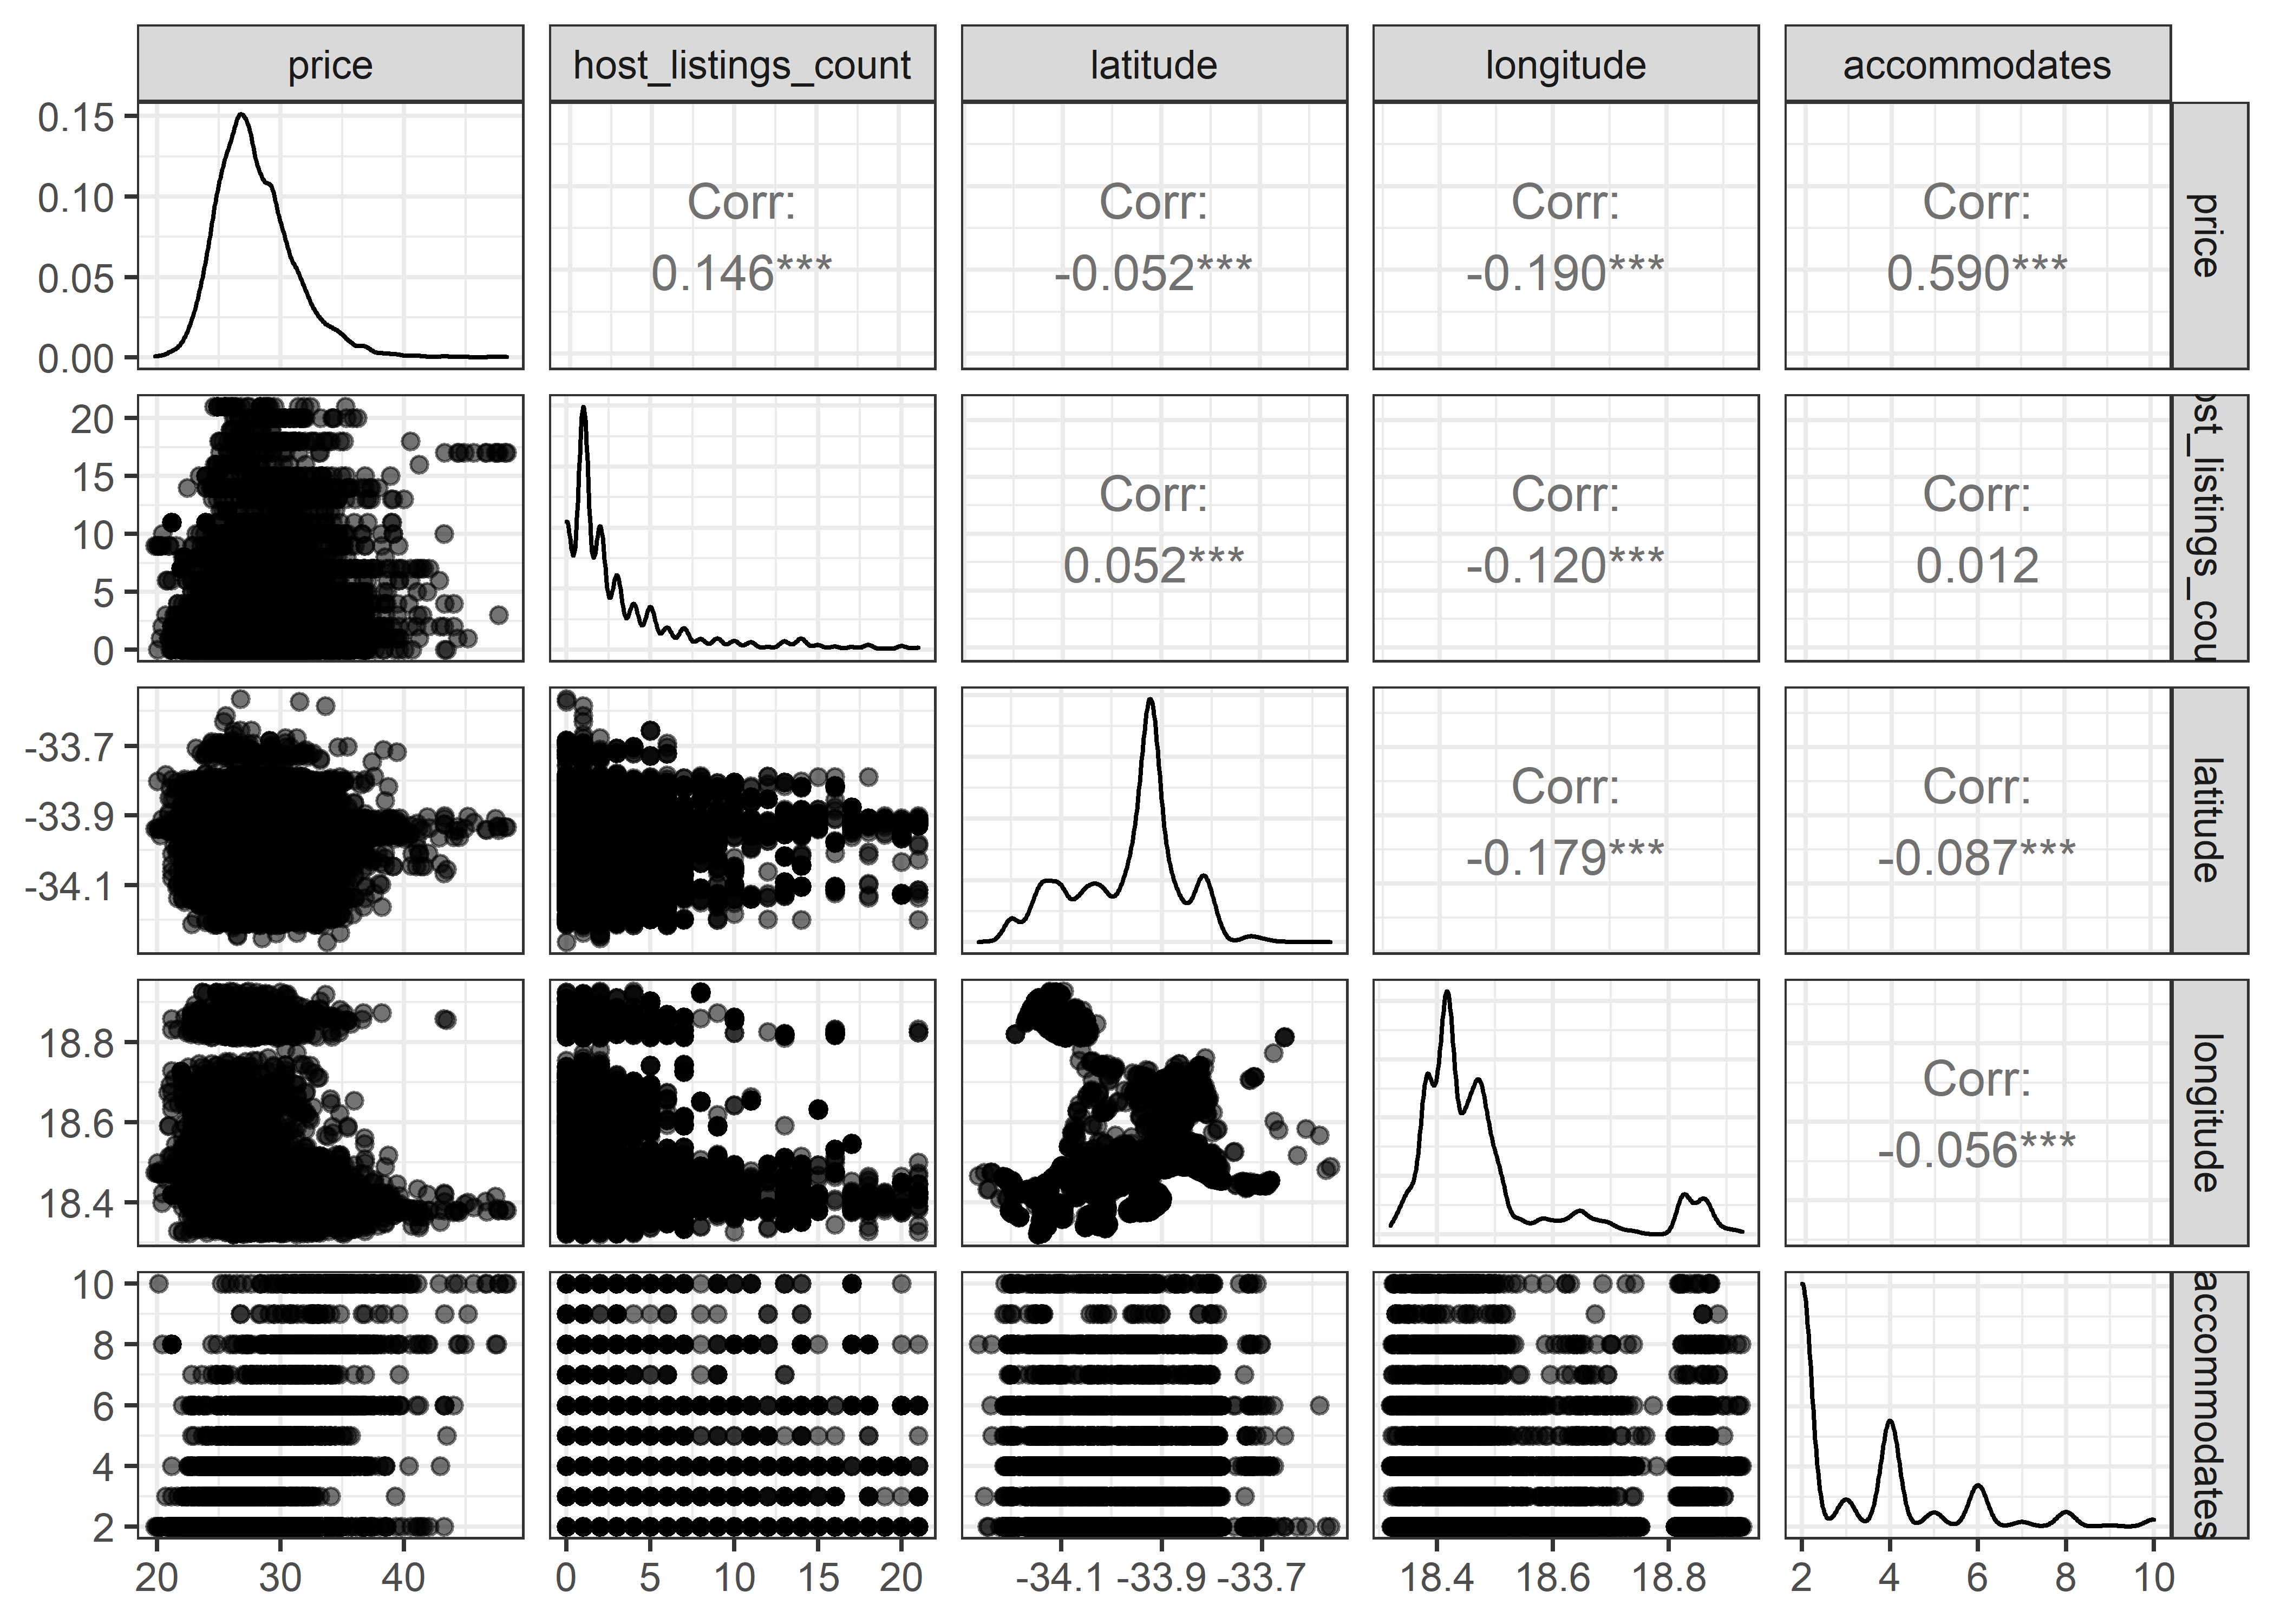 price
host_listings_count
latitude
longitude
accommodates
0.15
0.10
0.05
0.00
Corr:
0.146***
Corr:
-0.052***
Corr:
-0.190***
Corr:
0.590***
price
20
15
10
5
0
Corr:
0.052***
Corr:
-0.120***
Corr:
0.012
ost_listings_cou
-33.7
-33.9
-34.1
Corr:
-0.179***
Corr:
-0.087***
latitude
18.8
18.6
18.4
Corr:
-0.056***
longitude
10
8
6
4
2
accommodates
20 30 40
0 5 10 15 20
-34.1 -33.9 -33.7
18.4 18.6 18.8
2 4 6 8 10